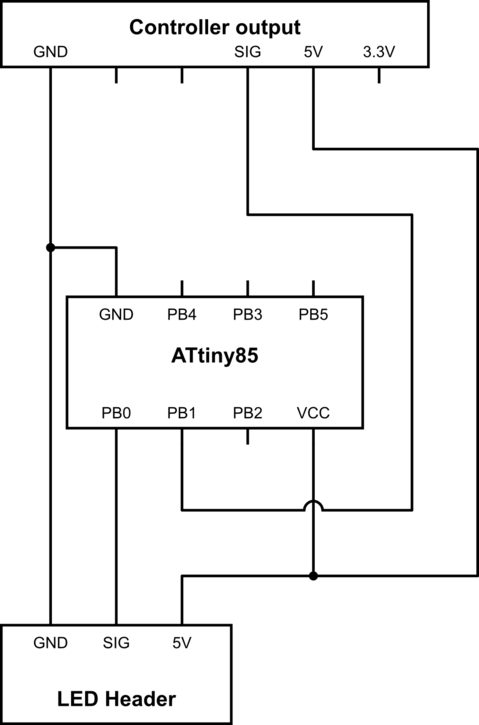 Controller output
GND SIG 5V 3.3V
GND PB4 PB3 PB5
ATtiny85
PB0 PB1 PB2 VCC
GND SIG 5V
LED Header